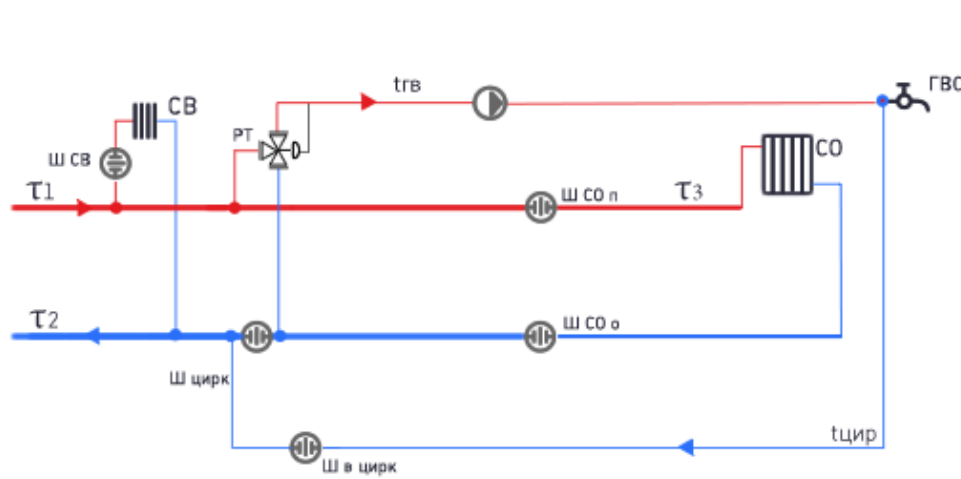 tгв
ГВС
СВ
РТ
Ш СВ
СО
τ1
Ш СО п
τ3
τ2
Ш СО о
Ш цирк
tцир
Ш в цирк